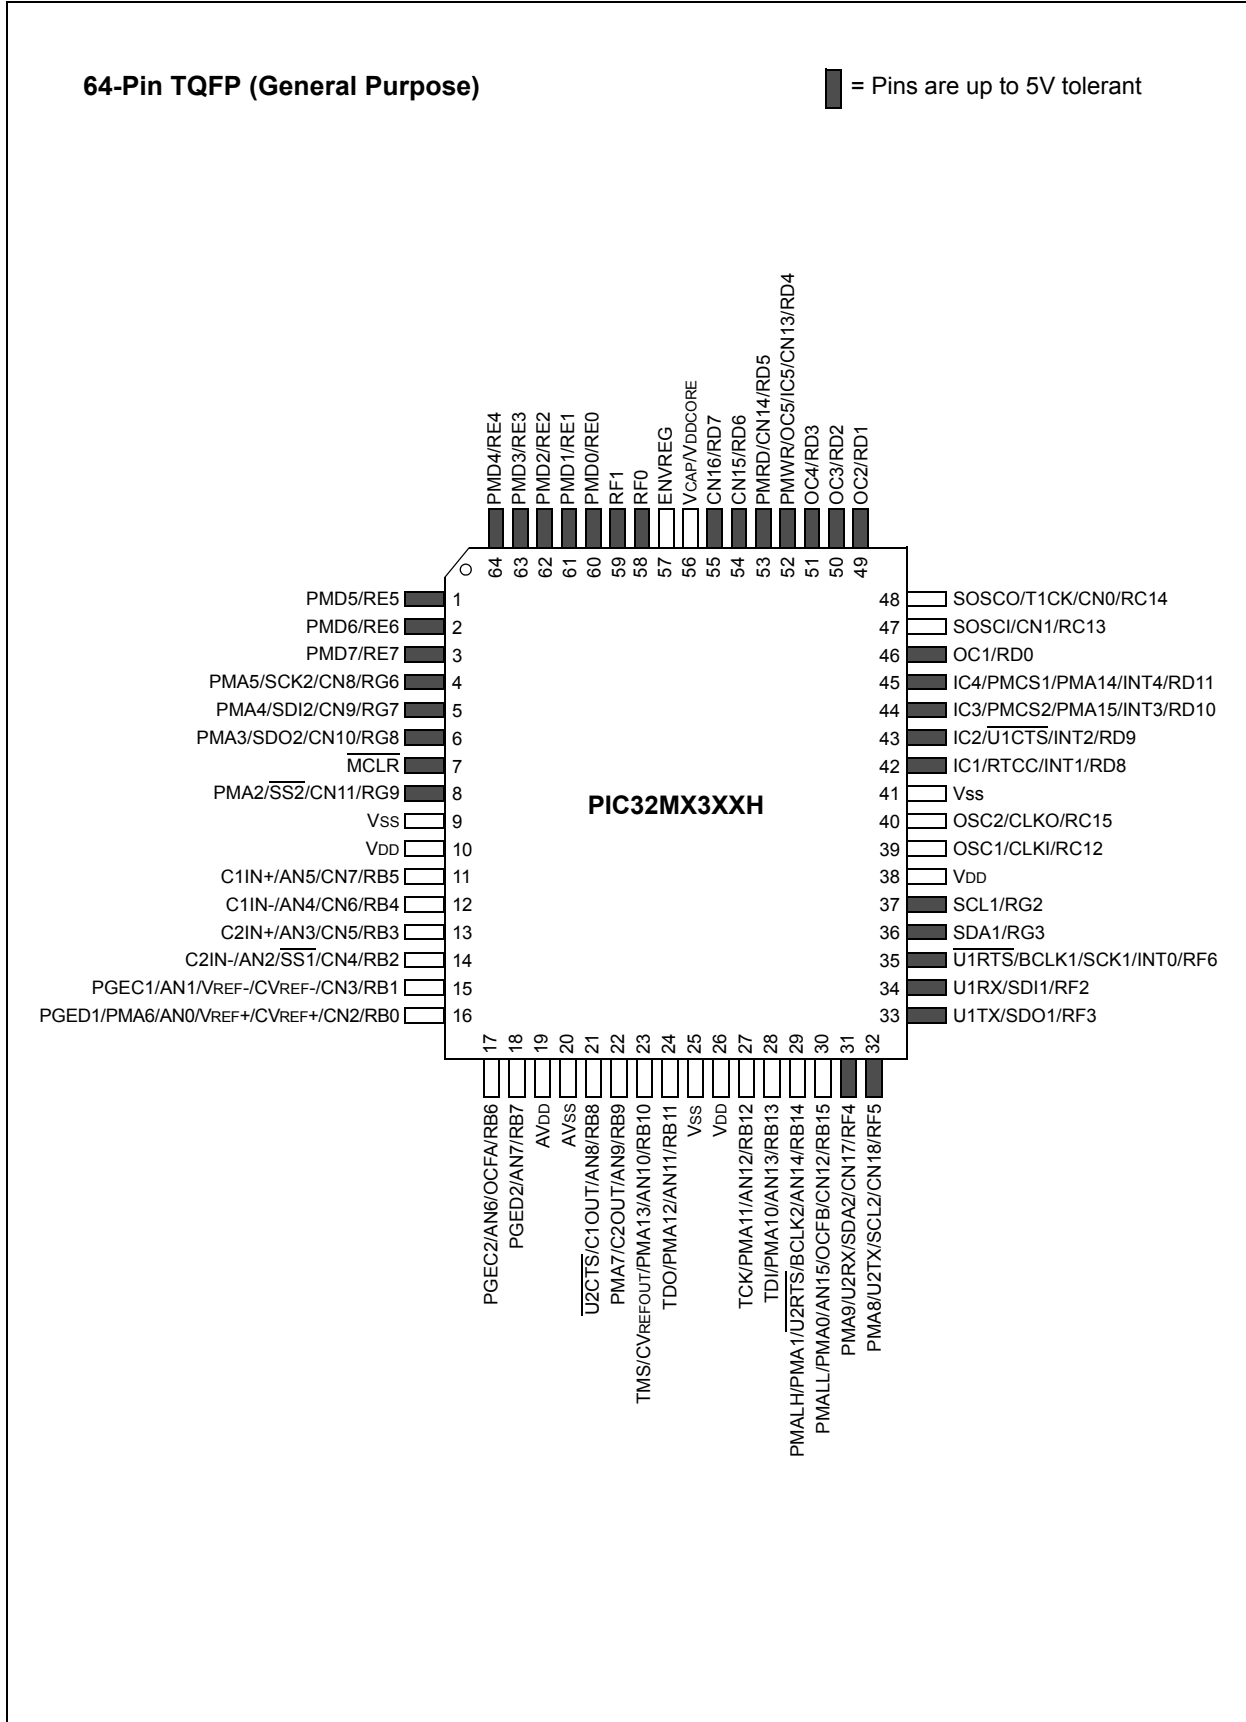 64-Pin TQFP (General Purpose)
= Pins are up to 5V tolerant
PMD4/RE4
PMD3/RE3
PMD2/RE2
PMD1/RE1
PMD0/RE0
RF1
RF0
ENVREG
VCAP/VDDCORE
CN16/RD7
CN15/RD6
PMRD/CN14/RD5
PMWR/OC5/IC5/CN13/RD4
OC4/RD3
OC3/RD2
OC2/RD1
64 63 62 61 60 59 58 57 56 55 54 53 52 51 50 49
PMD5/RE5 1
PMD6/RE6 2
PMD7/RE7 3
PMA5/SCK2/CN8/RG6 4
PMA4/SDI2/CN9/RG7 5
PMA3/SDO2/CN10/RG8 6
MCLR 7
PMA2/SS2/CN11/RG9 8
VSS 9
VDD 10
C1IN+/AN5/CN7/RB5 11
C1IN-/AN4/CN6/RB4 12
C2IN+/AN3/CN5/RB3 13
C2IN-/AN2/SS1/CN4/RB2 14
PGEC1/AN1/VREF-/CVREF-/CN3/RB1 15
PGED1/PMA6/AN0/VREF+/CVREF+/CN2/RB0 16
PIC32MX3XXH
48 SOSCO/T1CK/CN0/RC14
47 SOSCI/CN1/RC13
46 OC1/RD0
45 IC4/PMCS1/PMA14/INT4/RD11
44 IC3/PMCS2/PMA15/INT3/RD10
43 IC2/U1CTS/INT2/RD9
42 IC1/RTCC/INT1/RD8
41 Vss
40 OSC2/CLKO/RC15
39 OSC1/CLKI/RC12
38 VDD
37 SCL1/RG2
36 SDA1/RG3
35 U1RTS/BCLK1/SCK1/INT0/RF6
34 U1RX/SDI1/RF2
33 U1TX/SDO1/RF3
17 18 19 20 21 22 23 24 25 26 27 28 29 30 31 32
PGEC2/AN6/OCFA/RB6
PGED2/AN7/RB7
AVDD
AVSS
U2CTS/C1OUT/AN8/RB8
PMA7/C2OUT/AN9/RB9
TMS/CVREFOUT/PMA13/AN10/RB10
TDO/PMA12/AN11/RB11
VSS
VDD
TCK/PMA11/AN12/RB12
TDI/PMA10/AN13/RB13
PMALH/PMA1/U2RTS/BCLK2/AN14/RB14
PMALL/PMA0/AN15/OCFB/CN12/RB15
PMA9/U2RX/SDA2/CN17/RF4
PMA8/U2TX/SCL2/CN18/RF5